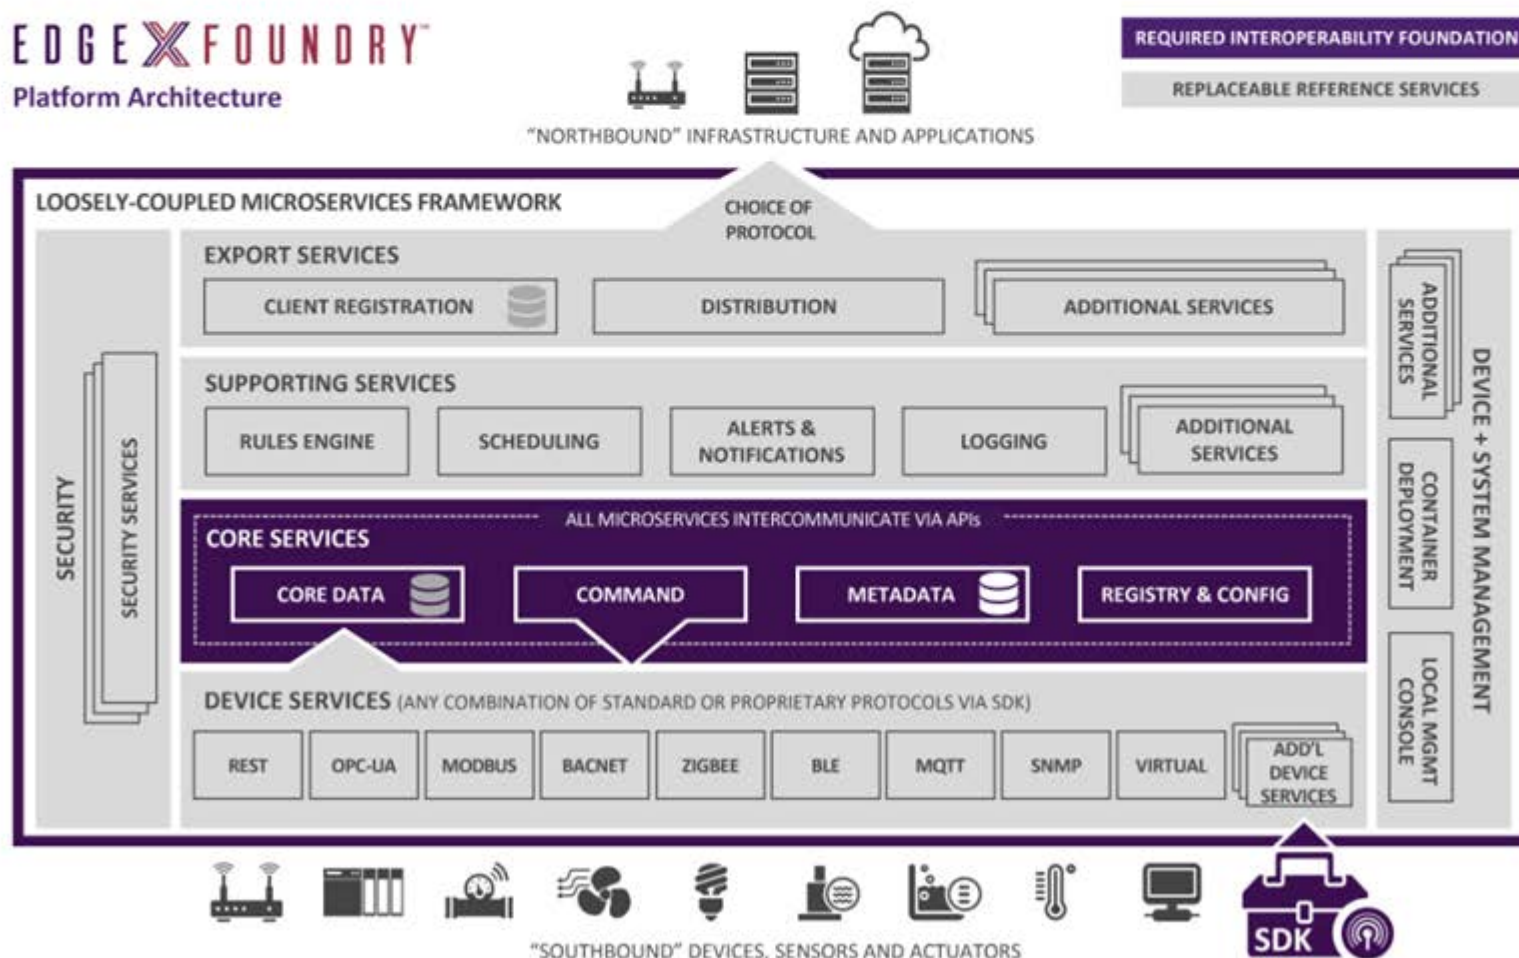 EDGE X FOUNDRY™
Platform Architecture
REQUIRED INTEROPERABILITY FOUNDATION
REPLACEABLE REFERENCE SERVICES
"NORTHBOUND" INFRASTRUCTURE AND APPLICATIONS
LOOSELY-COUPLED MICROSERVICES FRAMEWORK
CHOICE OF
PROTOCOL
SECURITY
SECURITY SERVICES
EXPORT SERVICES
CLIENT REGISTRATION
DISTRIBUTION
ADDITIONAL SERVICES
SUPPORTING SERVICES
RULES ENGINE
SCHEDULING
ALERTS &
NOTIFICATIONS
LOGGING
ADDITIONAL
SERVICES
ALL MICROSERVICES INTERCOMMUNICATE VIA APIs
CORE SERVICES
CORE DATA
COMMAND
METADATA
REGISTRY & CONFIG
DEVICE SERVICES (ANY COMBINATION OF STANDARD OR PROPRIETARY PROTOCOLS VIA SDK)
REST
OPC-UA
MODBUS
BACNET
ZIGBEE
BLE
MQTT
SNMP
VIRTUAL
ADD'L
DEVICE
SERVICES
ADDITIONAL
SERVICES
CONTAINER
DEPLOYMENT
LOCAL MGMT
CONSOLE
DEVICE + SYSTEM MANAGEMENT
"SOUTHBOUND" DEVICES, SENSORS AND ACTUATORS
SDK